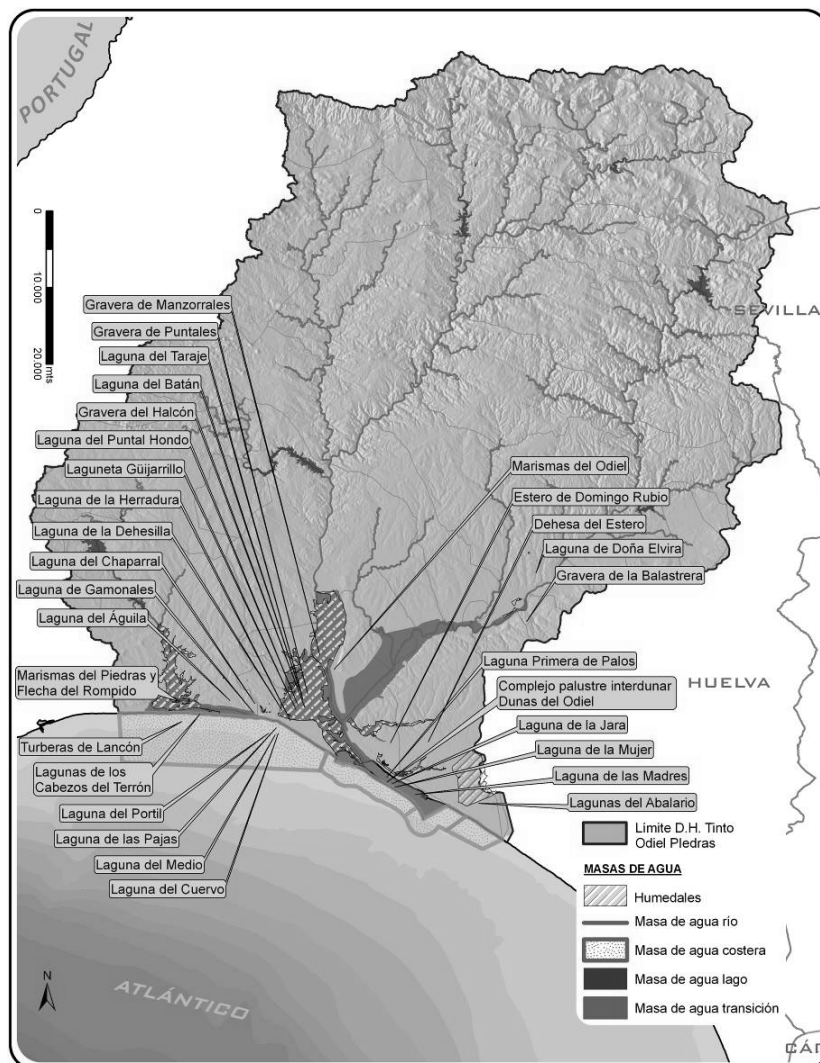 PORTUGAL
0
10.000
20.000
mts
SEVILLA
Gravera de Manzorrales
Gravera de Puntales
Laguna del Taraje
Laguna del Batán
Gravera del Halcón
Laguna del Puntal Hondo
Laguneta Güijarrillo
Laguna de la Herradura
Laguna de la Dehesilla
Laguna del Chaparral
Laguna de Gamonales
Laguna del Águila
Marismas del Piedras y
Flecha del Rompido
Turberas de Lancón
Lagunas de los
Cabezos del Terrón
Laguna del Portil
Laguna de las Pajas
Laguna del Medio
Laguna del Cuervo
Marismas del Odiel
Estero de Domingo Rubio
Dehesa del Estero
Laguna de Doña Elvira
Gravera de la Balastrera
Laguna Primera de Palos
Complejo palustre interdunar
Dunas del Odiel
Laguna de la Jara
Laguna de la Mujer
Laguna de las Madres
Lagunas del Abalario
HUELVA
Límite D.H. Tinto
Odiel Piedras
MASAS DE AGUA
Humedales
Masa de agua río
Masa de agua costera
Masa de agua lago
Masa de agua transición
N
ATLÁNTICO
CÁD